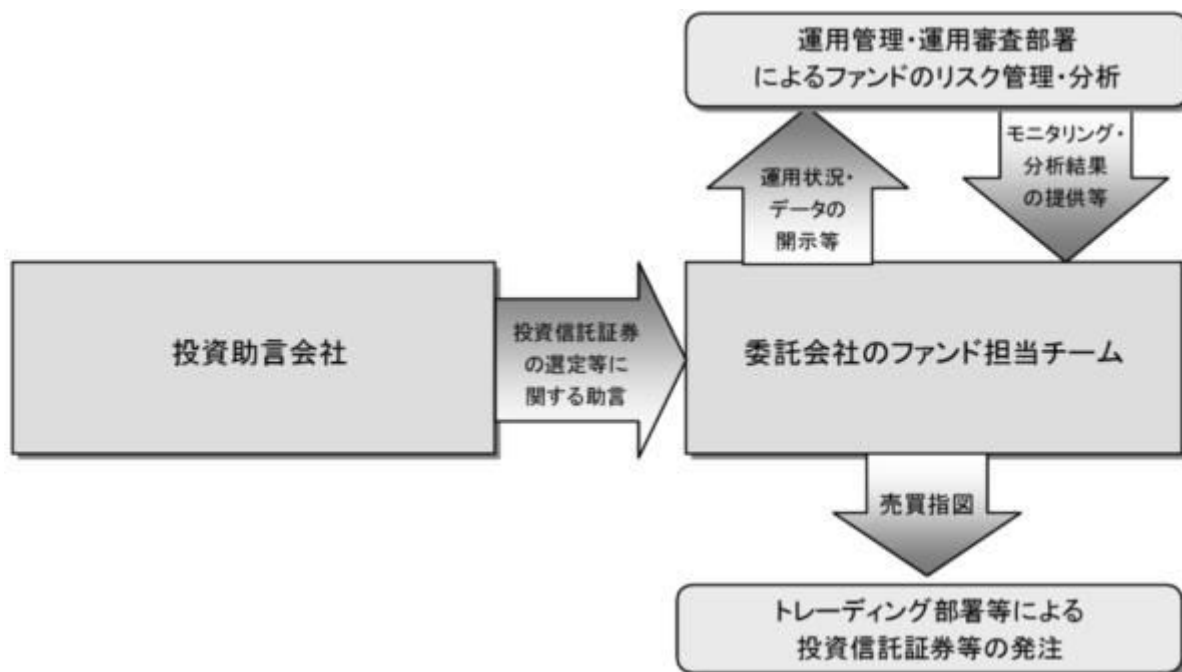 運用管理・運用審査部署
によるファンドのリスク管理・分析
運用状況・
データの
開示等
モニタリング・
分析結果
の提供等
投資助言会社
投資信託証券
の選定等に
関する助言
委託会社のファンド担当チーム
売買指図
トレーディング部署等による
投資信託証券等の発注